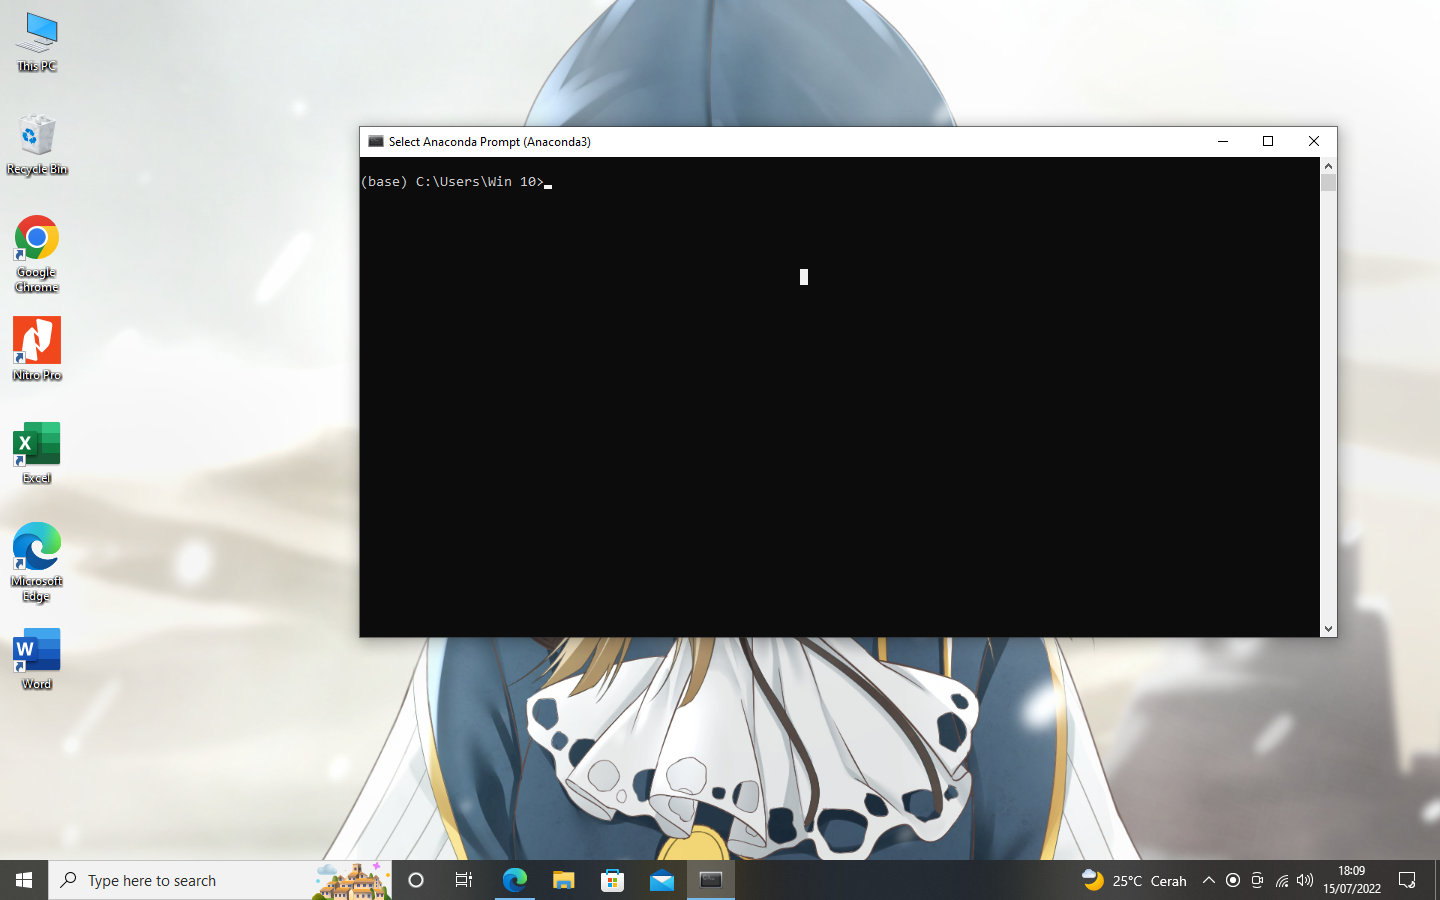 This PC
Recycle Bin
Google
Chrome
Nitro Pro
Excel
Microsoft
Edge
Word
Select Anaconda Prompt (Anaconda3)
(base) C:\Users\Win 10>
Type here to search
25°C Cerah
18:09
15/07/2022